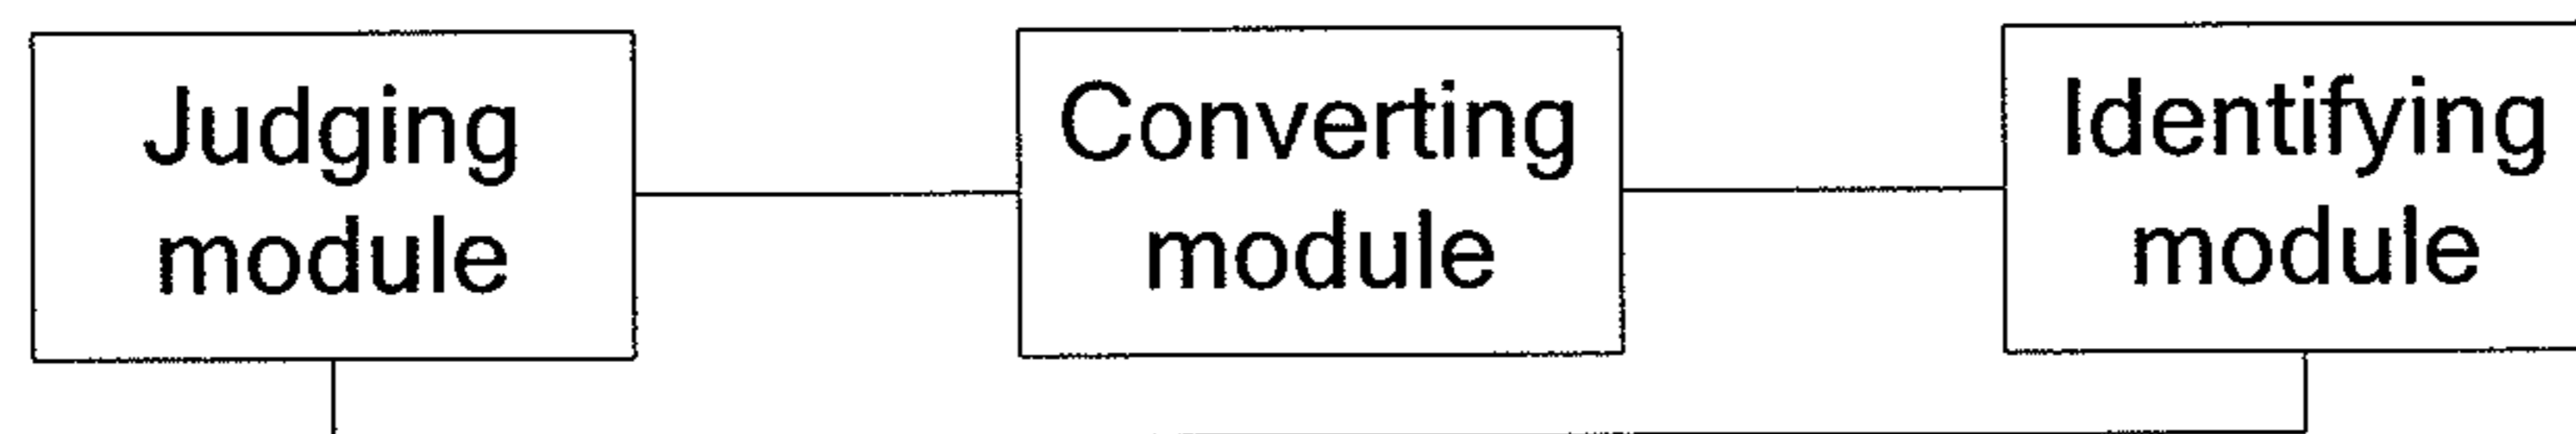 Judging
module
Converting
module
Identifying
module